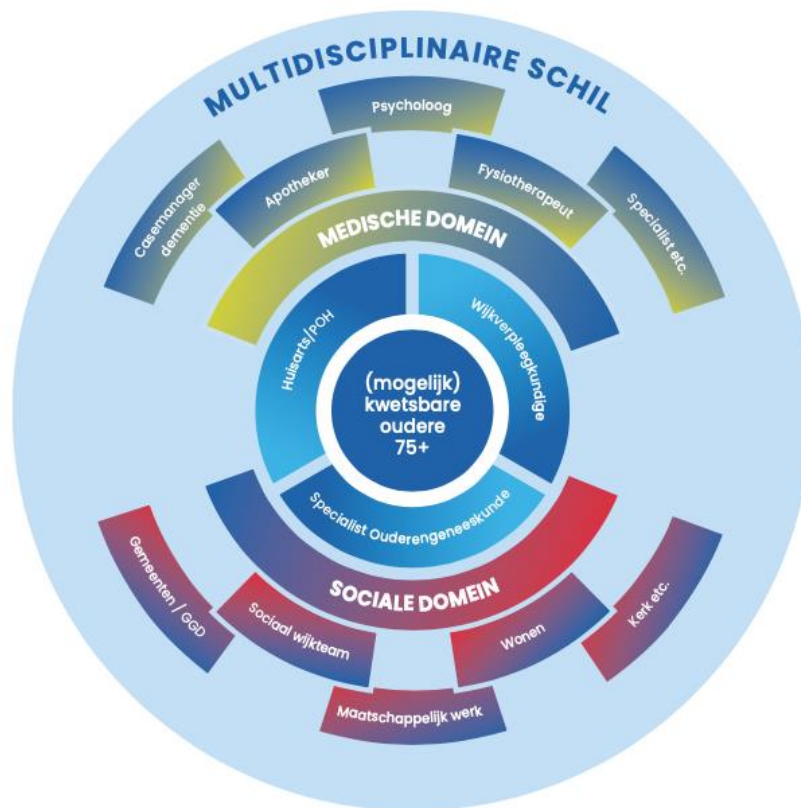 MULTIDISCIPLINAIRE SCHIL
Psycholoog
Apotheker
Fysiotherapeut
Casemanager
dementie
Specialist etc.
MEDISCHE DOMEIN
Huisarts/POH
Wijkverpleegkundige
(mogelijk)
kwetsbare
oudere
75+
Specialist Ouderengeneeskunde
SOCIALE DOMEIN
Gemeenten / GGD
Sociaal wijkteam
Wonen
Kerk etc.
Maatschappelijk werk